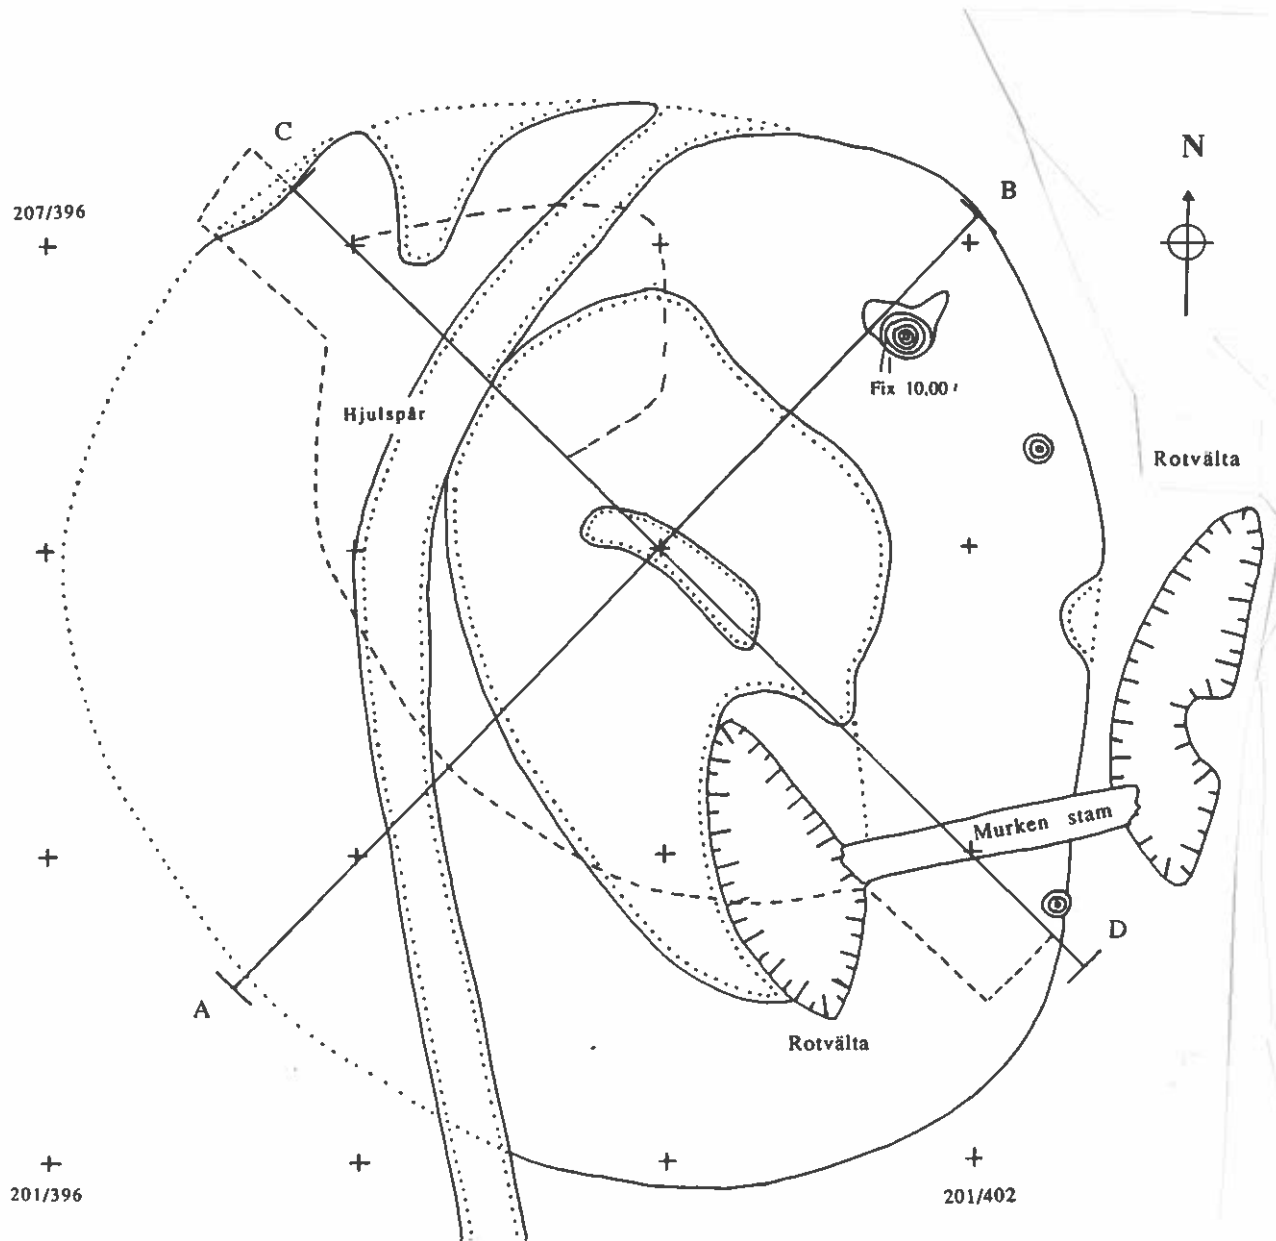 C
N
B
207/396
Fix 10,00
Hjulspår
Rotvälta
Murken stam
D
A
Rotvälta
201/396
201/402